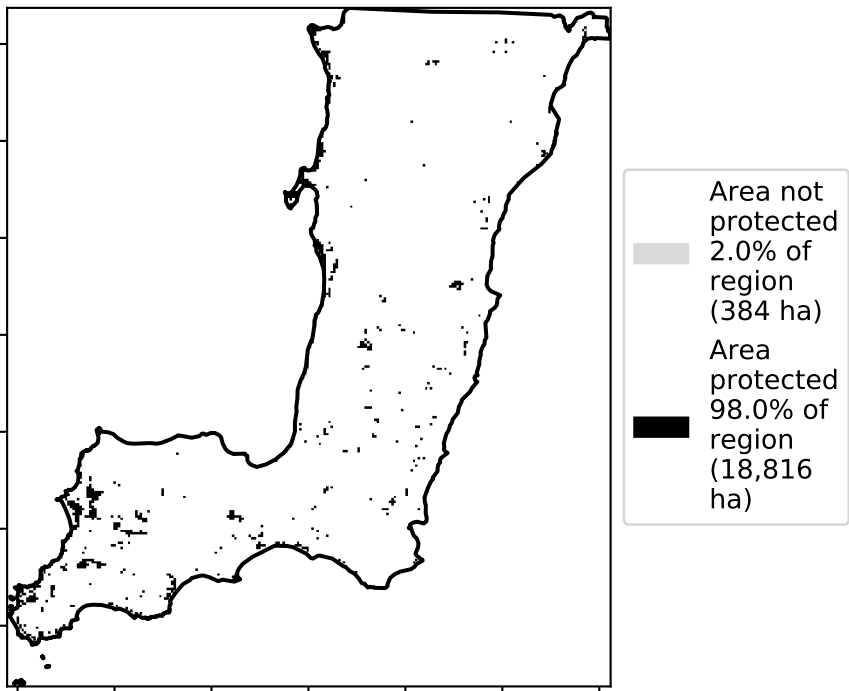 Area not
protected
2.0% of
region
(384 ha)
Area
protected
98.0% of
region
(18,816
ha)